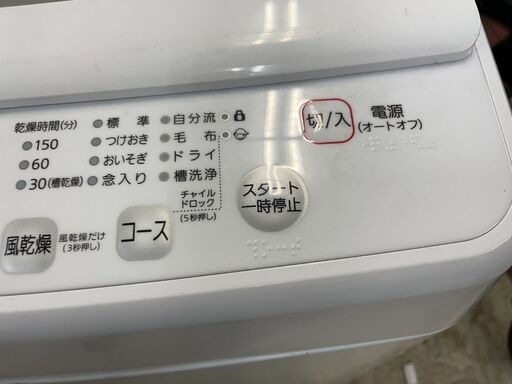 乾燥時間(分)
150
60
30(槽乾燥)
標準
つけおき
おいそぎ
念入り
自分流
毛布
ドライ
槽洗浄
チャイルドロック
(5秒押し)
風乾燥
風乾燥だけ
(3秒押し)
コース
スタート
一時停止
切/入
電源
(オートオフ)